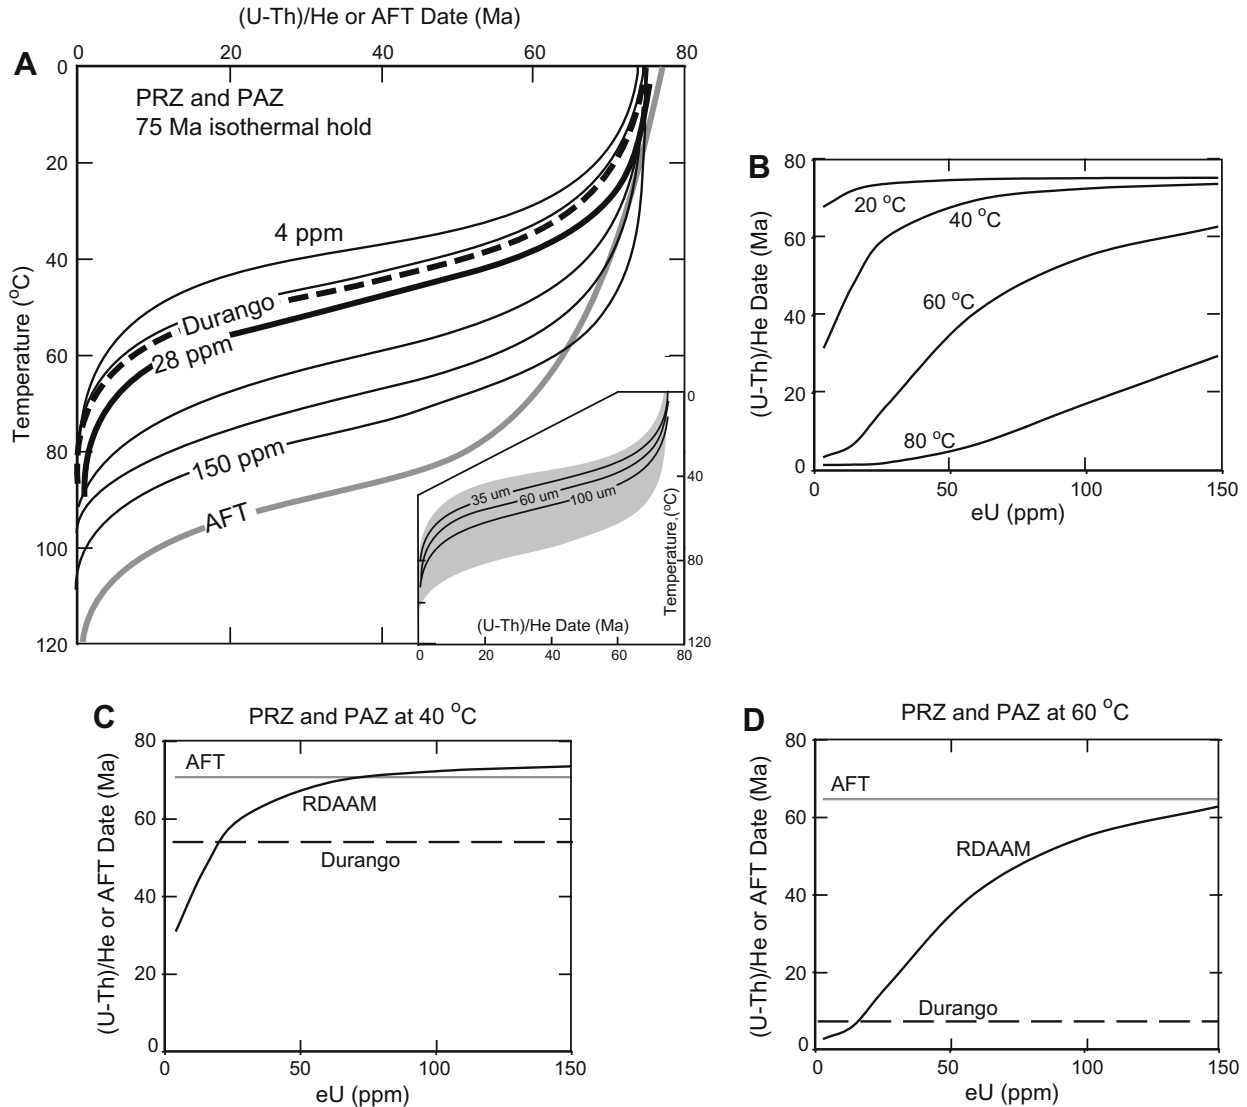 (U-Th)/He or AFT Date (Ma)
A
0 20 40 60 80
PRZ and PAZ
75 Ma isothermal hold
0
20
40
60
80
100
120
Temperature (°C)
4 ppm
Durango
28 ppm
150 ppm
AFT
35 um
60 um
100 um
0
40
80
120
Temperature (°C)
(U-Th)/He Date (Ma)
0 20 40 60 80
B
80
60
40
20
0
(U-Th)/He Date (Ma)
20 °C
40 °C
60 °C
80 °C
0 50 100 150
eU (ppm)
C
PRZ and PAZ at 40 °C
80
60
40
20
0
(U-Th)/He or AFT Date (Ma)
AFT
RDAAM
Durango
0 50 100 150
eU (ppm)
D
PRZ and PAZ at 60 °C
80
60
40
20
0
(U-Th)/He or AFT Date (Ma)
AFT
RDAAM
Durango
0 50 100 150
eU (ppm)